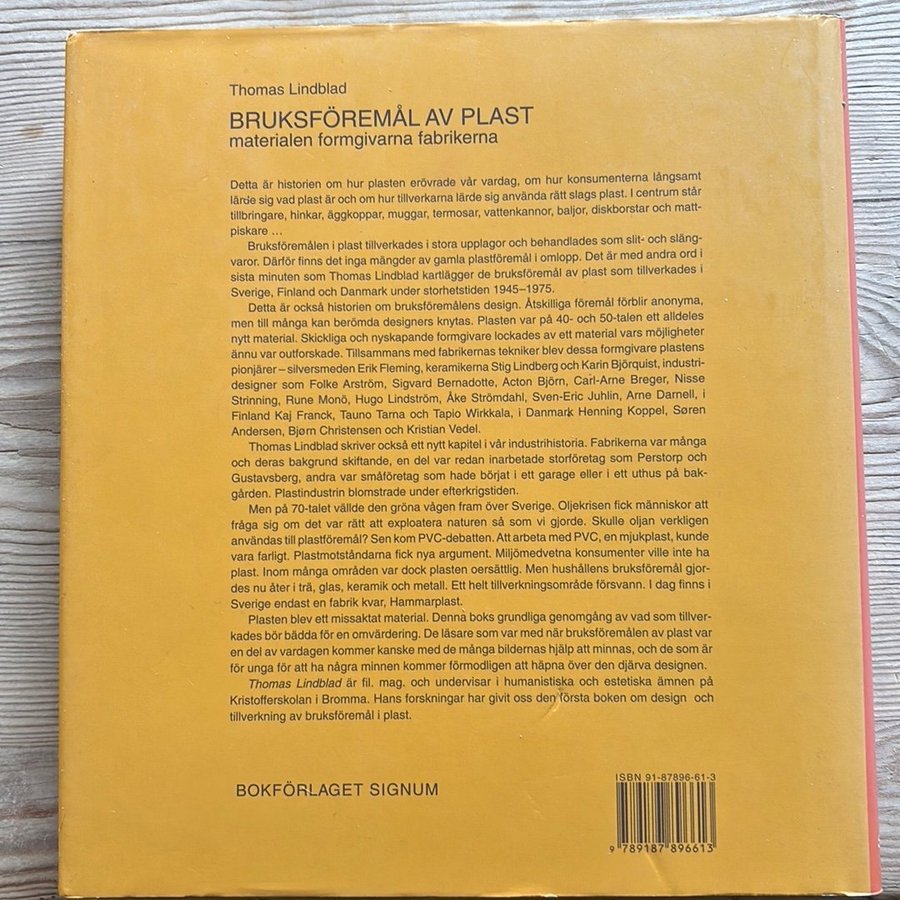 Thomas Lindblad
BRUKSFÖREMÅL AV PLAST
materialen formgivarna fabrikerna
Detta är historien om hur plasten erövrade vår vardag, om hur konsumenterna långsamt
lärde sig vad plast är och om hur tillverkarna lärde sig använda rätt slags plast. I centrum står
tillbringare, hinkar, äggkoppar, muggar, termosar, vattenkannor, baljor, diskborstar och matt-
piskare ...
Bruksföremålen i plast tillverkades i stora upplagor och behandlades som slit- och släng-
varor. Därför finns det inga mängder av gamla plastföremål i omlopp. Det är med andra ord i
sista minuten som Thomas Lindblad kartlägger de bruksföremål av plast som tillverkades i
Sverige, Finland och Danmark under storhetstiden 1945–1975.
Detta är också historien om bruksföremålens design. Åtskilliga föremål förblir anonyma,
men till många kan berömda designers knytas. Plasten var på 40- och 50-talen ett alldeles
nytt material. Skickliga och nyskapande formgivare lockades av ett material vars möjligheter
ännu var outforskade. Tillsammans med fabrikernas tekniker blev dessa formgivare plastens
pionjärer – silversmeden Erik Fleming, keramikerna Stig Lindberg och Karin Björquist, industri-
designer som Folke Arström, Sigvard Bernadotte, Acton Björn, Carl-Arne Breger, Nisse
Strinning, Rune Monö, Hugo Lindström, Åke Strömdahl, Sven-Eric Juhlin, Arne Darnell, i
Finland Kaj Franck, Tauno Tarna och Tapio Wirkkala, i Danmark Henning Koppel, Søren
Andersen, Bjørn Christensen och Kristian Vedel.
Thomas Lindblad skriver också ett nytt kapitel i vår industrihistoria. Fabrikerna var många
och deras bakgrund skiftande, en del var redan inarbetade storföretag som Perstorp och
Gustavsberg, andra var småföretag som hade börjat i ett garage eller i ett uthus på bak-
gården. Plastindustrin blomstrade under efterkrigstiden.
Men på 70-talet vällde den gröna vågen fram över Sverige. Oljekrisen fick människor att
fråga sig om det var rätt att exploatera naturen så som vi gjorde. Skulle oljan verkligen
användas till plastföremål? Sen kom PVC-debatten. Att arbeta med PVC, en mjukplast, kunde
vara farligt. Plastmotståndarna fick nya argument. Miljömedvetna konsumenter ville inte ha
plast. Inom många områden var dock plasten oersättlig. Men hushållens bruksföremål gjor-
des nu åter i trä, glas, keramik och metall. Ett helt tillverkningsområde försvann. I dag finns i
Sverige endast en fabrik kvar, Hammarplast.
Plasten blev ett missaktat material. Denna boks grundliga genomgång av vad som tillver-
kades bör bädda för en omvärdering. De läsare som var med när bruksföremålen av plast var
en del av vardagen kommer kanske med de många bildernas hjälp att minnas, och de som är
för unga för att ha några minnen kommer förmodligen att häpna över den djärva designen.
Thomas Lindblad är fil. mag. och undervisar i humanistiska och estetiska ämnen på
Kristofferskolan i Bromma. Hans forskningar har givit oss den första boken om design och
tillverkning av bruksföremål i plast.
BOKFÖRLAGET SIGNUM
ISBN 91-87896-61-3
9 789187 896613